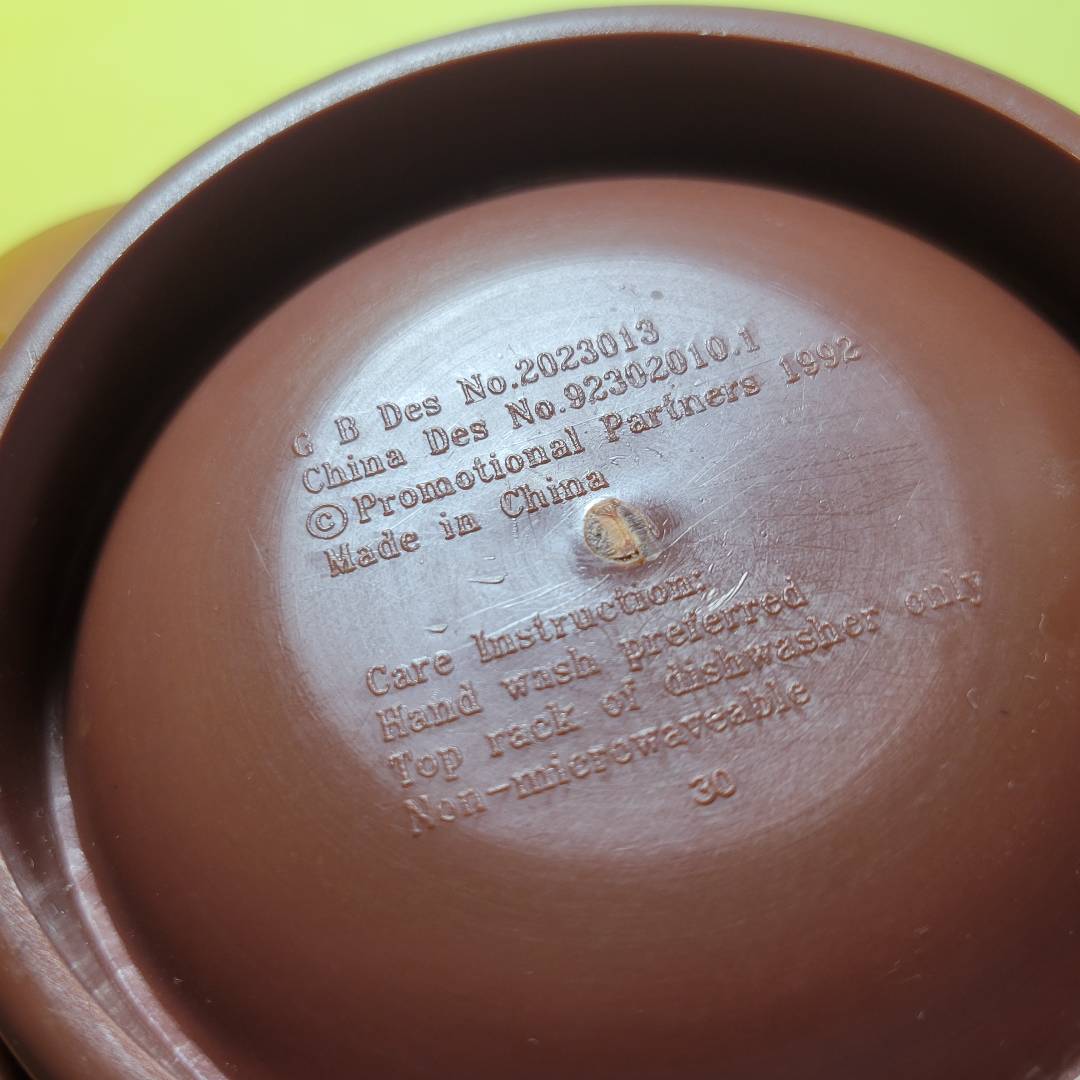 G B Des No.2023013
China Des No.92302010.1
©Promotional Partners 1992
Made in China
Care Instruction:
Hand wash preferred
Top rack of dishwasher only
Non-microwaveable
30